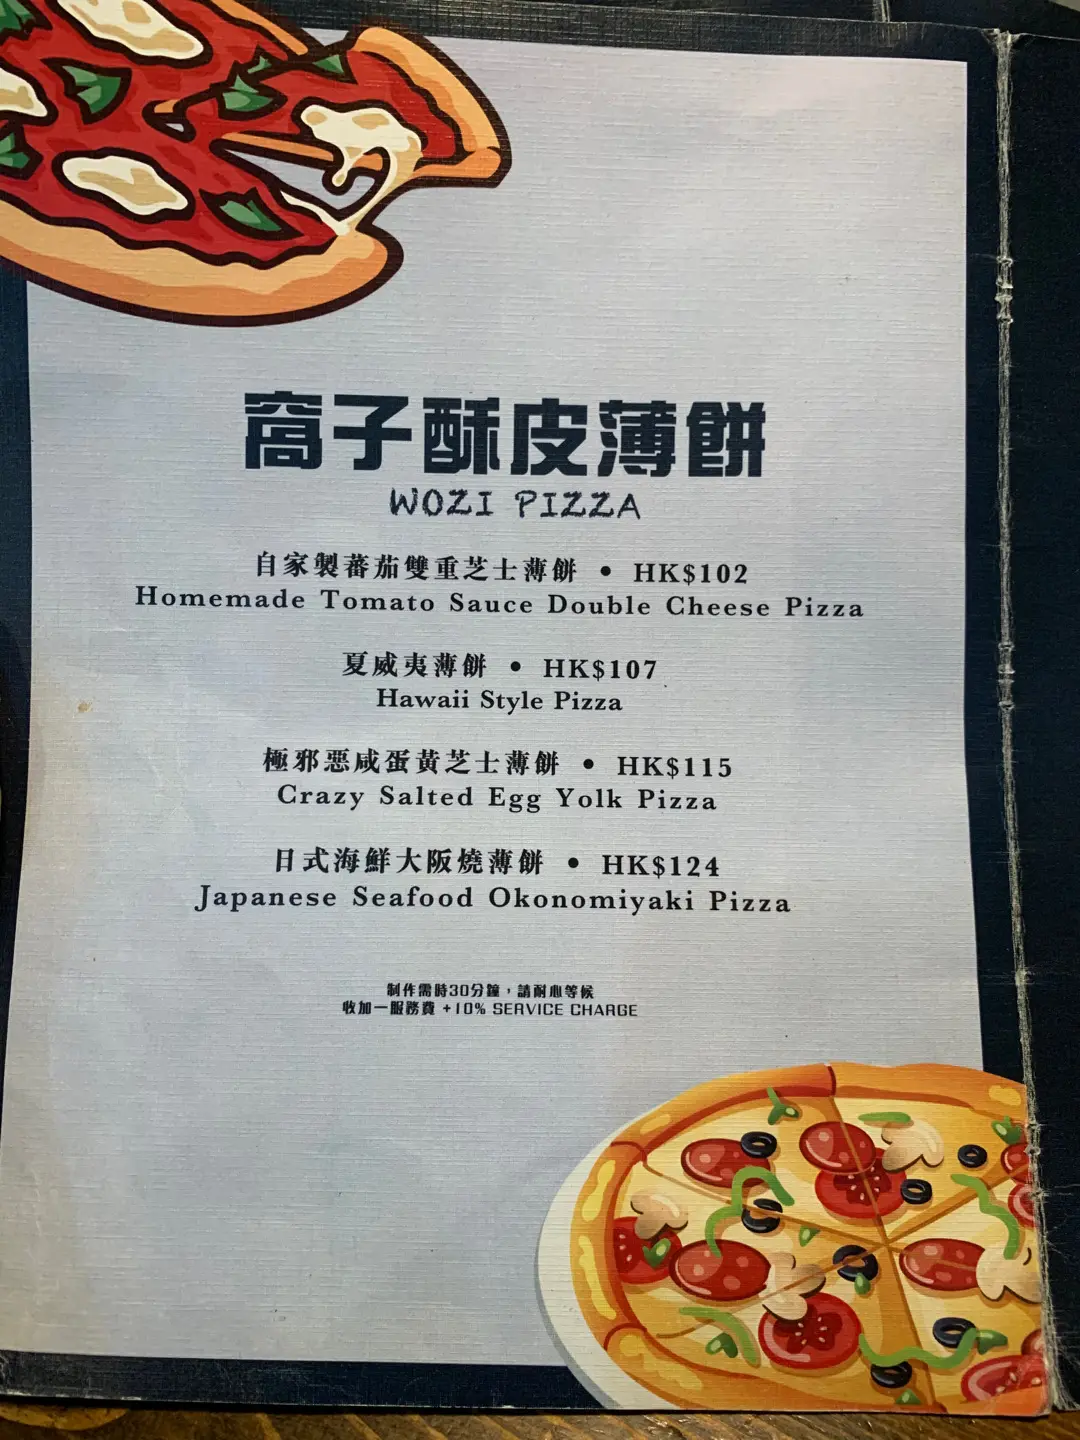 窩子酥皮薄餅
WOZI PIZZA
自家製蕃茄雙重芝士薄餅 • HK$102
Homemade Tomato Sauce Double Cheese Pizza
夏威夷薄餅 • HK$107
Hawaii Style Pizza
極邪惡咸蛋黃芝士薄餅 • HK$115
Crazy Salted Egg Yolk Pizza
日式海鮮大阪燒薄餅 • HK$124
Japanese Seafood Okonomiyaki Pizza
制作需時30分鐘，請耐心等候
收加一服務費 +10% SERVICE CHARGE